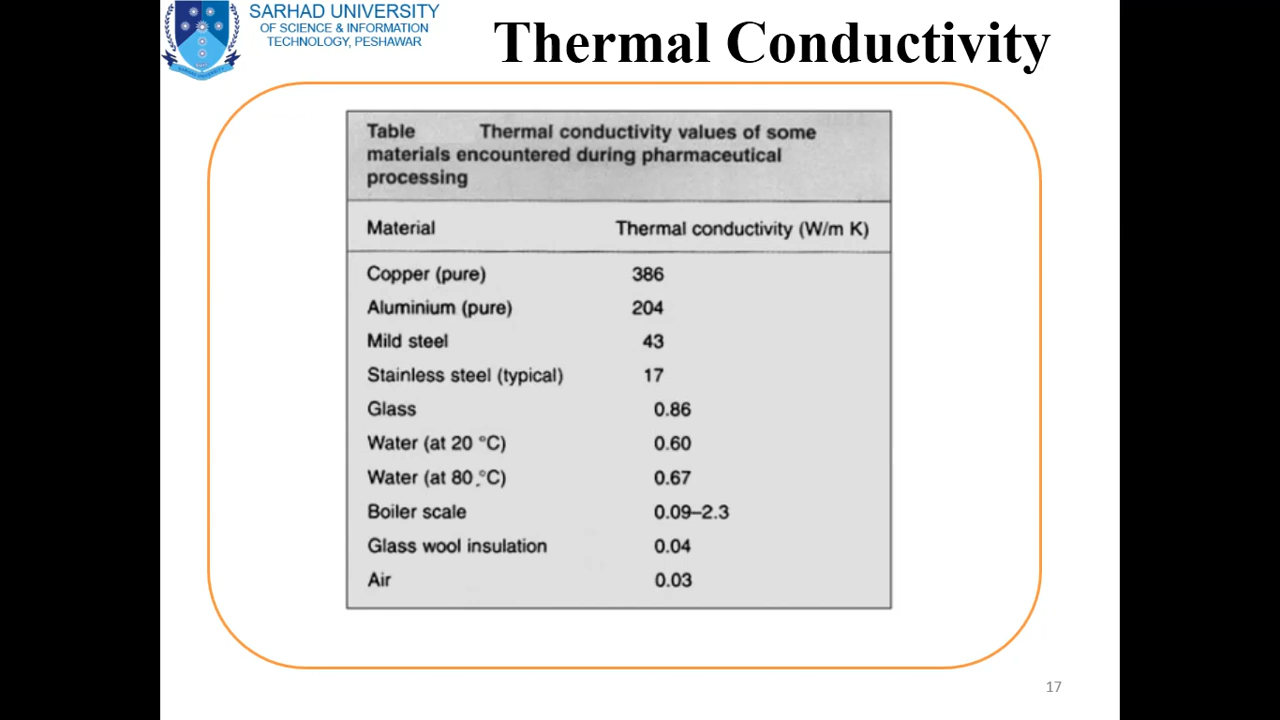 SARHAD UNIVERSITY
OF SCIENCE & INFORMATION
TECHNOLOGY, PESHAWAR
Thermal Conductivity
Table Thermal conductivity values of some
materials encountered during pharmaceutical
processing
Material Thermal conductivity (W/m K)
Copper (pure) 386
Aluminium (pure) 204
Mild steel 43
Stainless steel (typical) 17
Glass 0.86
Water (at 20 °C) 0.60
Water (at 80 °C) 0.67
Boiler scale 0.09–2.3
Glass wool insulation 0.04
Air 0.03
17